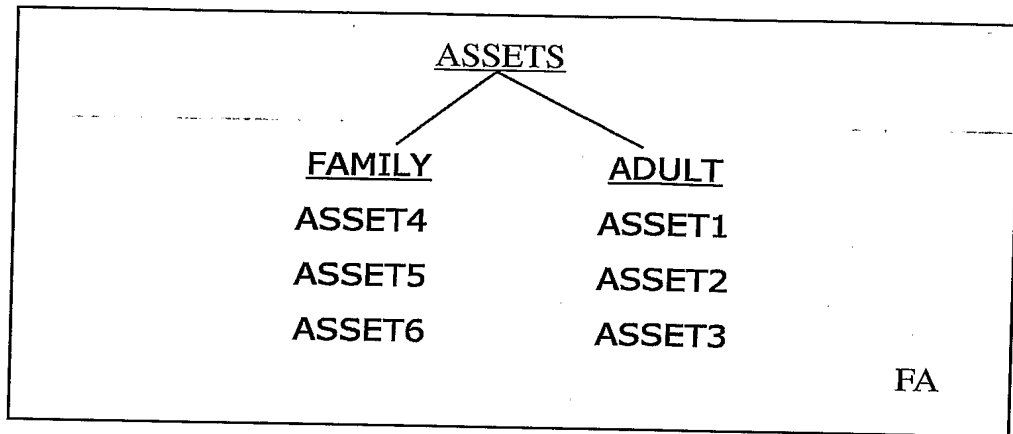 ASSETS
FAMILY ADULT
ASSET4 ASSET1
ASSET5 ASSET2
ASSET6 ASSET3
FA